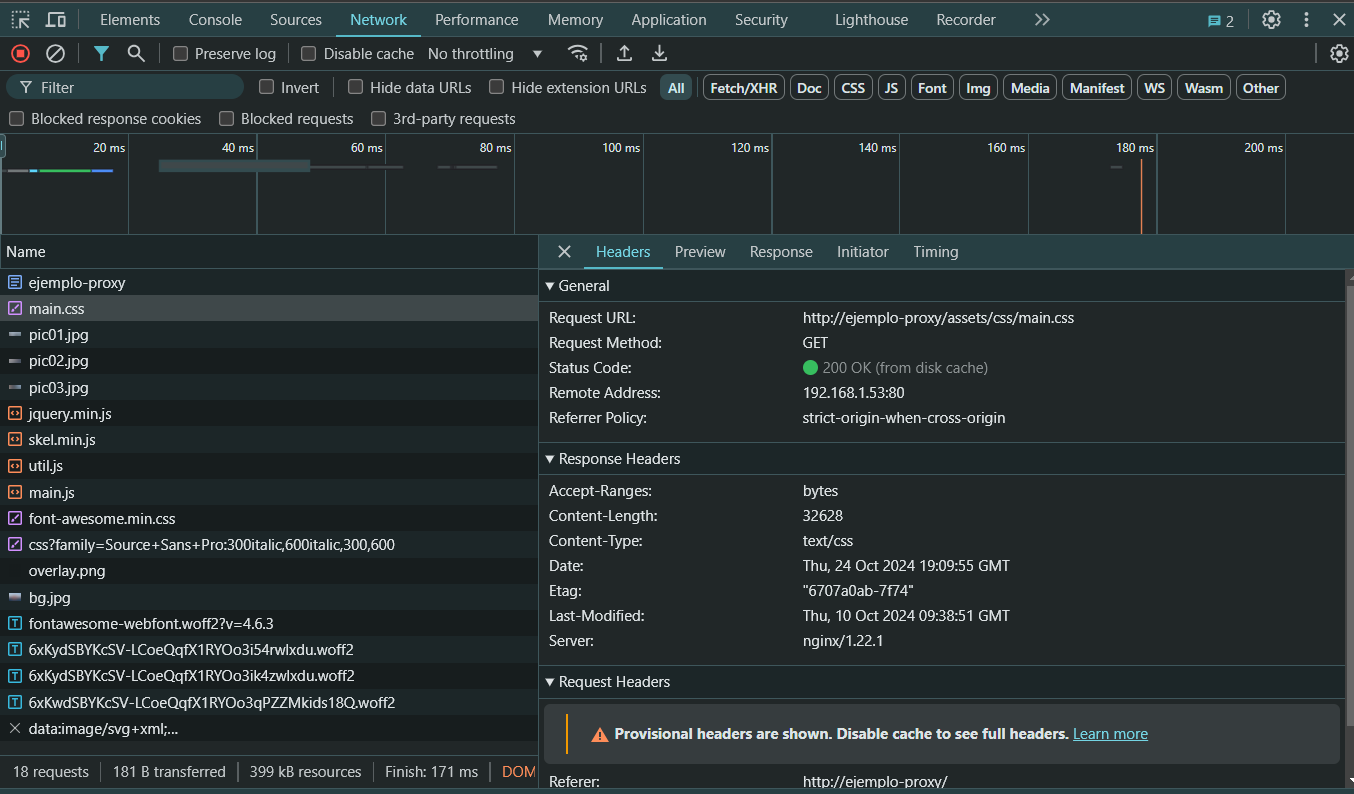 Elements Console Sources Network Performance Memory Application Security Lighthouse Recorder 2
Preserve log Disable cache No throttling
Filter Invert Hide data URLs Hide extension URLs All Fetch/XHR Doc CSS JS Font Img Media Manifest WS Wasm Other
Blocked response cookies Blocked requests 3rd-party requests
20 ms 40 ms 60 ms 80 ms 100 ms 120 ms 140 ms 160 ms 180 ms 200 ms
Name
ejemplo-proxy
main.css
pic01.jpg
pic02.jpg
pic03.jpg
jquery.min.js
skel.min.js
util.js
main.js
font-awesome.min.css
css?family=Source+Sans+Pro:300italic,600italic,300,600
overlay.png
bg.jpg
fontawesome-webfont.woff2?v=4.6.3
6xKydSBYKcSV-LCoeQqfX1RYOo3i54rwlxdu.woff2
6xKydSBYKcSV-LCoeQqfX1RYOo3ik4zwlxdu.woff2
6xKwdSBYKcSV-LCoeQqfX1RYOo3qPZZMkids18Q.woff2
data:image/svg+xml;...
18 requests 181 B transferred 399 kB resources Finish: 171 ms DOM
Headers Preview Response Initiator Timing
General
Request URL: http://ejemplo-proxy/assets/css/main.css
Request Method: GET
Status Code: 200 OK (from disk cache)
Remote Address: 192.168.1.53:80
Referrer Policy: strict-origin-when-cross-origin
Response Headers
Accept-Ranges: bytes
Content-Length: 32628
Content-Type: text/css
Date: Thu, 24 Oct 2024 19:09:55 GMT
Etag: "6707a0ab-7f74"
Last-Modified: Thu, 10 Oct 2024 09:38:51 GMT
Server: nginx/1.22.1
Request Headers
Provisional headers are shown. Disable cache to see full headers. Learn more
Referer: http://ejemplo-proxy/